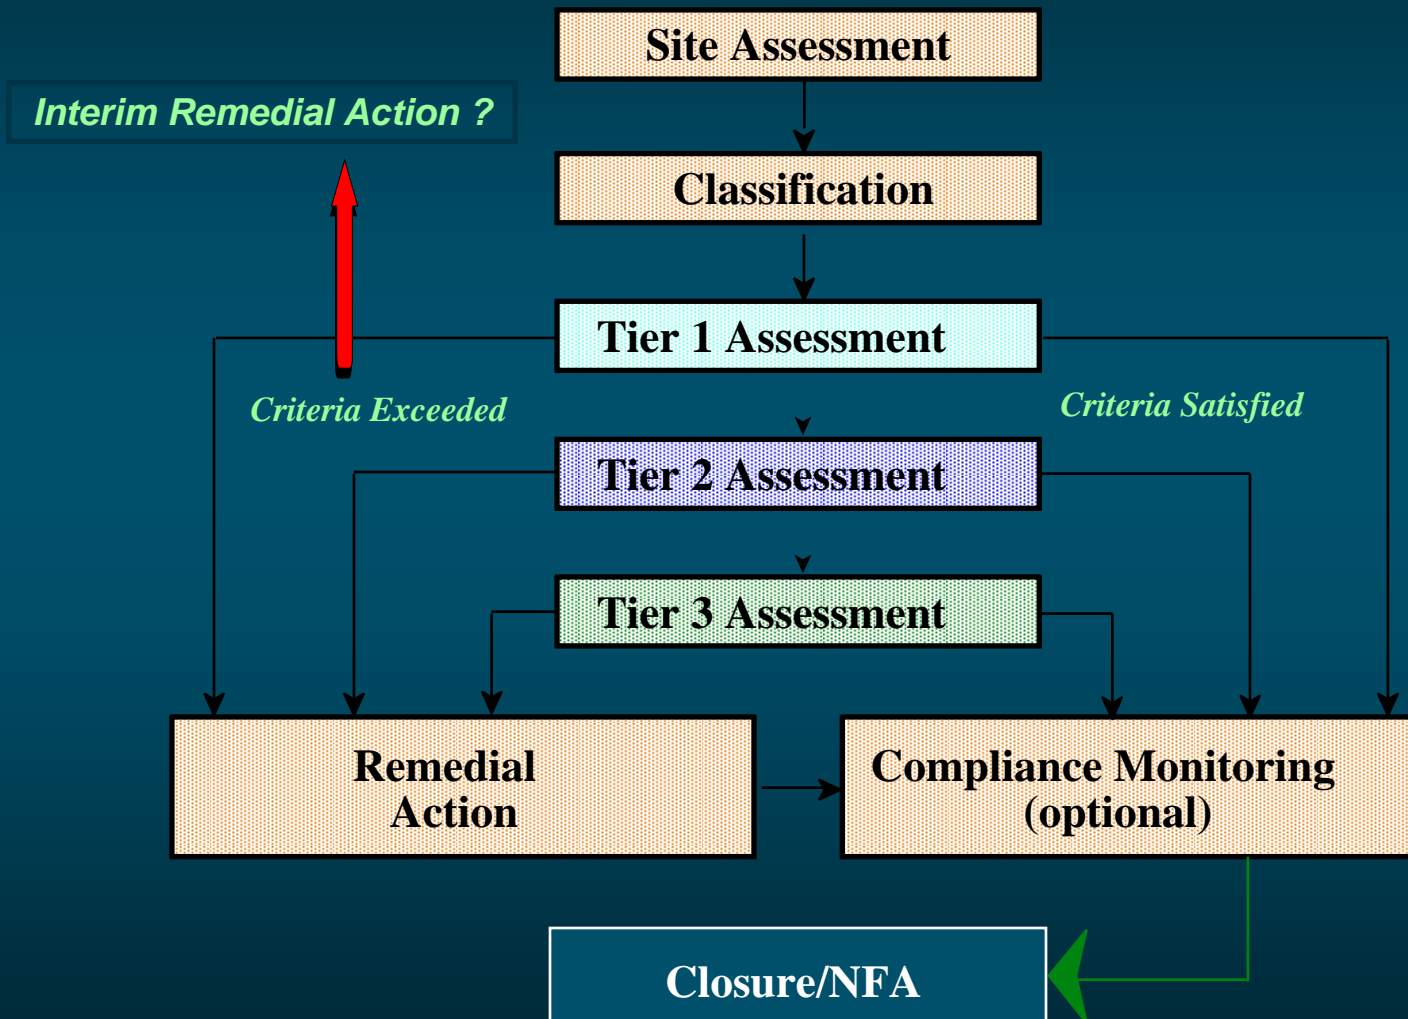 Site Assessment
Interim Remedial Action ?
Classification
Tier 1 Assessment
Criteria Exceeded
Criteria Satisfied
Tier 2 Assessment
Tier 3 Assessment
Remedial
Action
Compliance Monitoring
(optional)
Closure/NFA